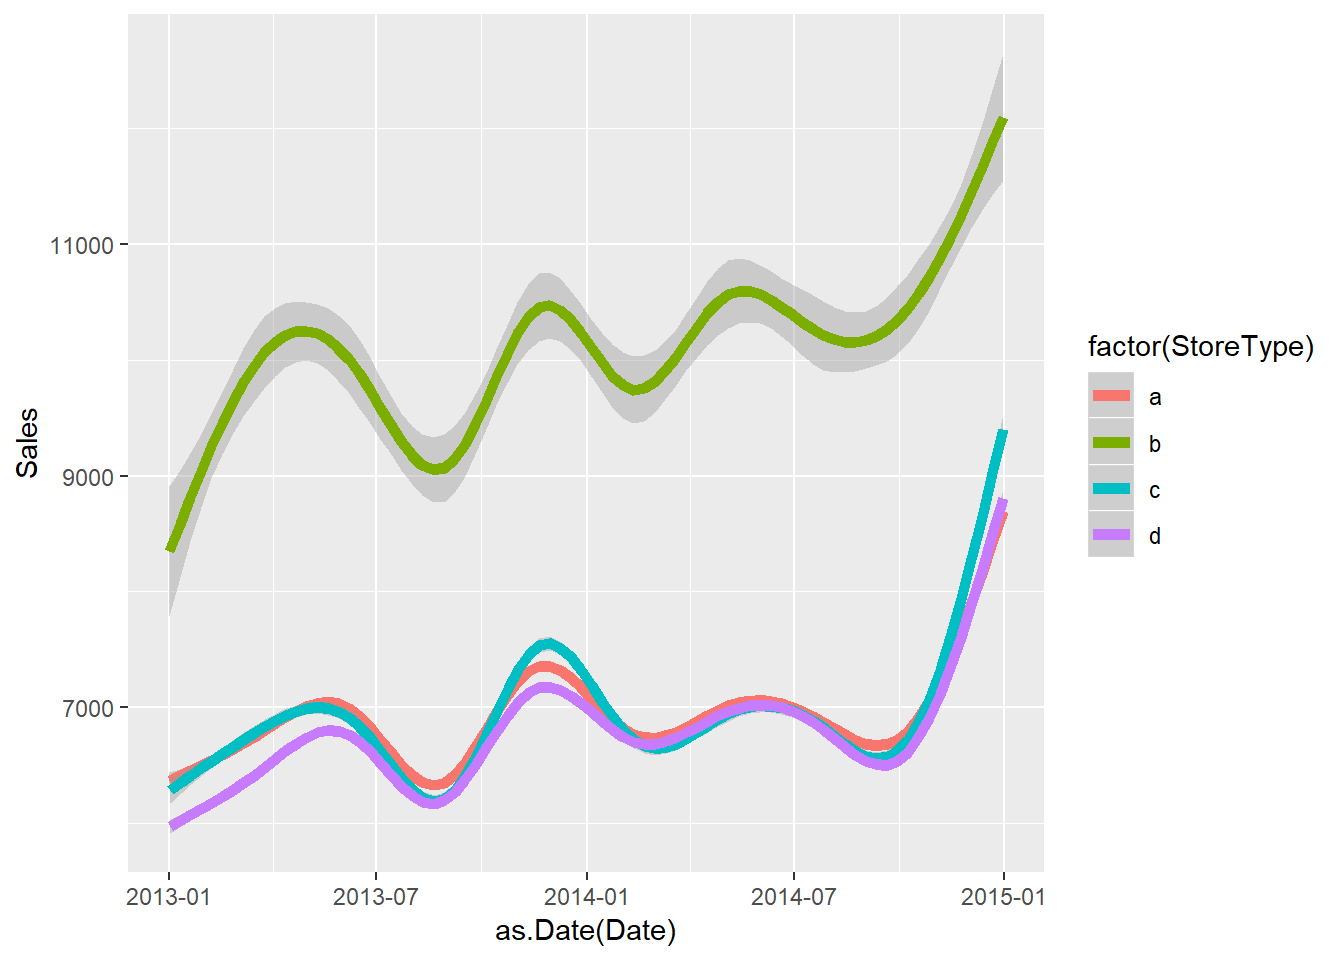 Sales
11000
9000
7000
2013-01
2013-07
2014-01
2014-07
2015-01
as.Date(Date)
factor(StoreType)
a
b
c
d